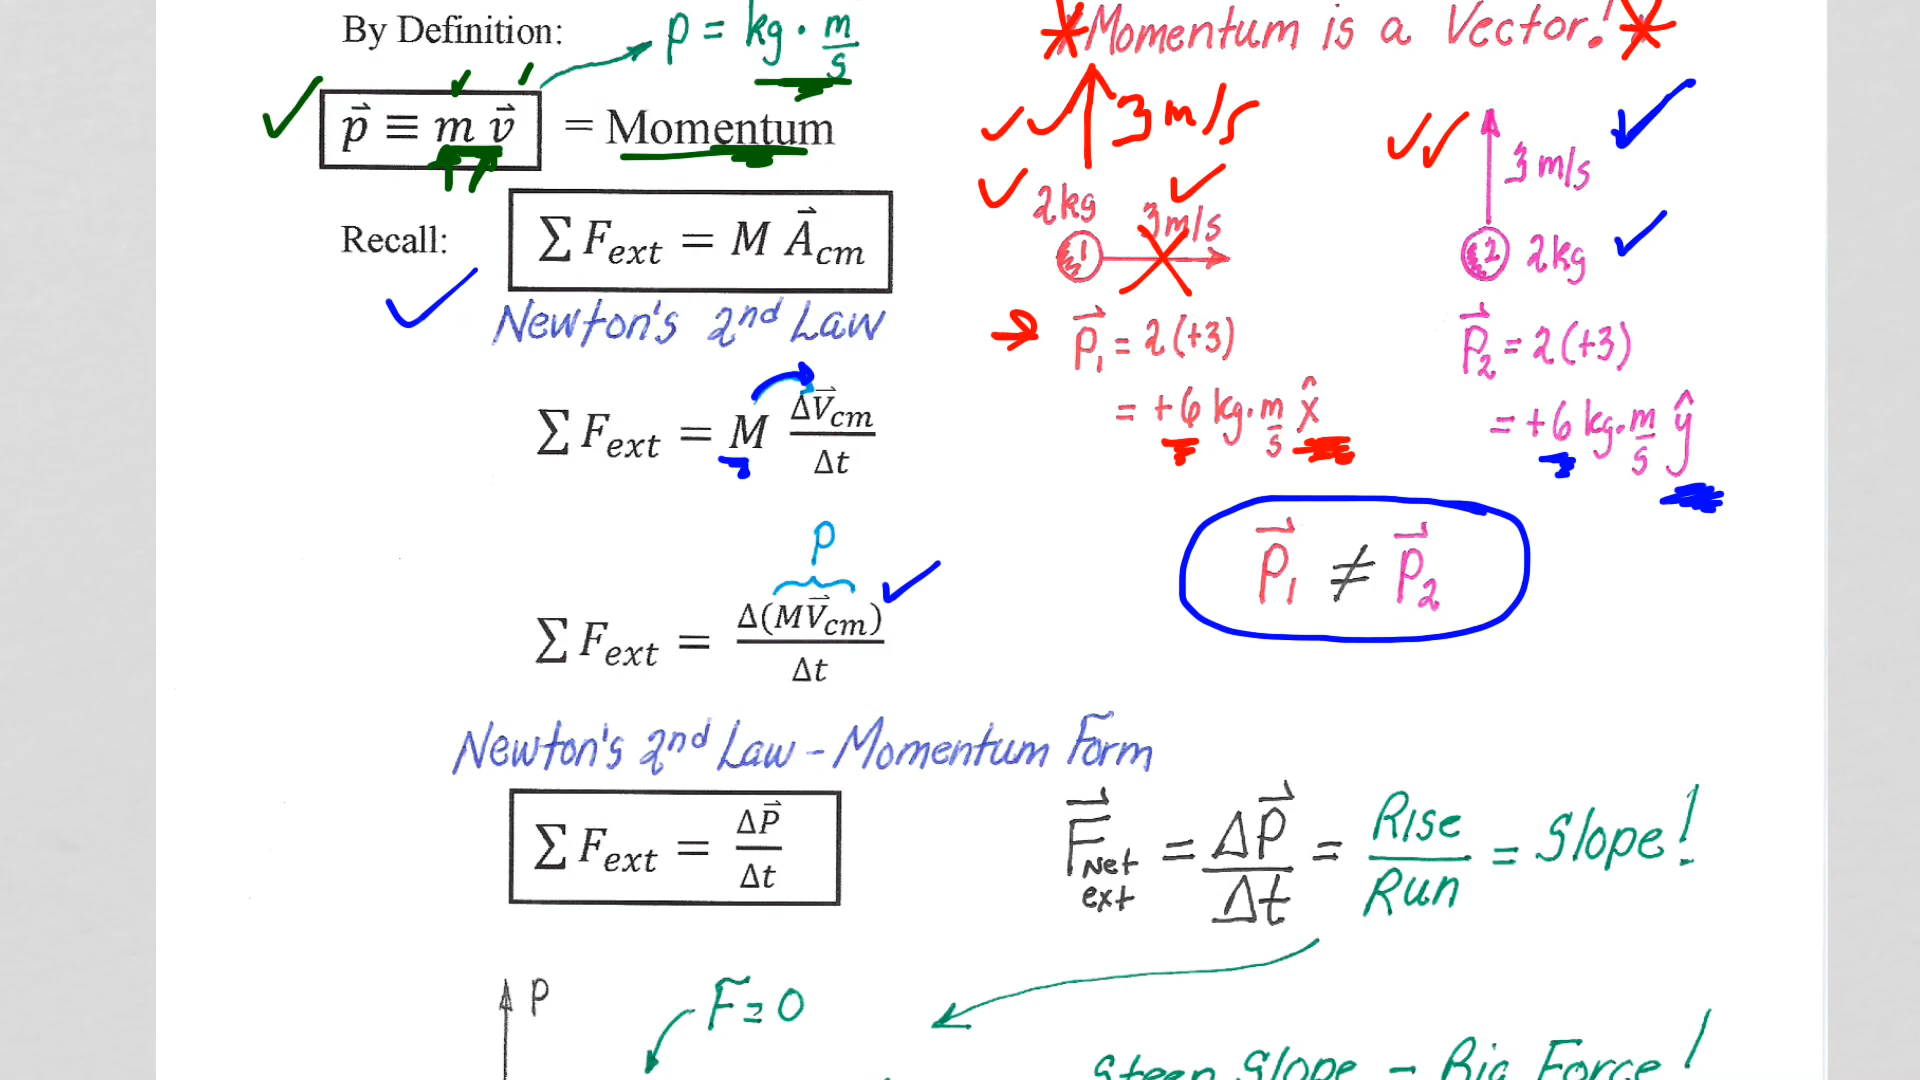 By Definition:
p = kg · m/s
p⃗ ≡ m v⃗ = Momentum
Recall: ∑ F_ext = M A⃗_cm
Newton's 2nd Law
∑ F_ext = M ΔV⃗_cm/Δt
p
∑ F_ext = Δ(MV⃗_cm)/Δt
Newton's 2nd Law - Momentum Form
∑ F_ext = ΔP⃗/Δt
p
F=0
Momentum is a Vector!
3 m/s
2kg
3m/s
1
P⃗₁ = 2(+3)
= +6 kg·m/s x̂
3 m/s
2 2kg
P⃗₂ = 2(+3)
= +6 kg·m/s ŷ
P⃗₁ ≠ P⃗₂
F⃗ Net ext = ΔP⃗/Δt = Rise/Run = Slope!
Steep Slope - Big Force!